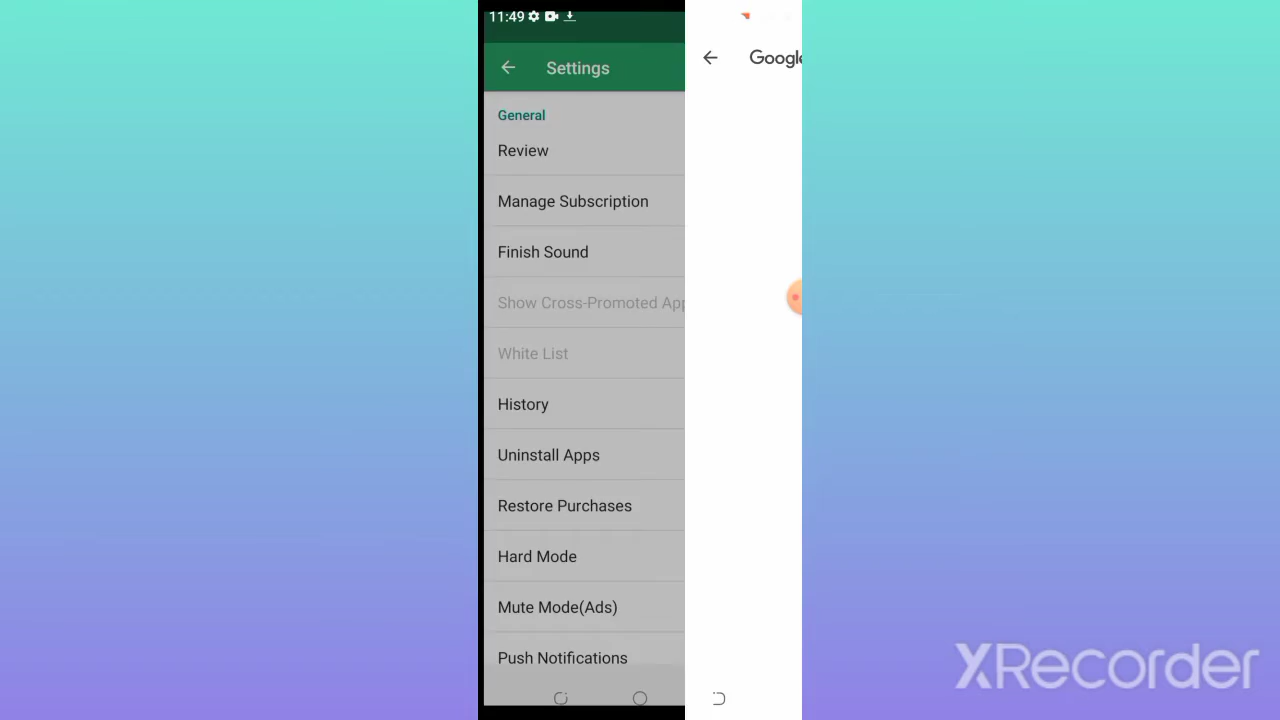 11:49
Settings
Google
General
Review
Manage Subscription
Finish Sound
Show Cross-Promoted App
White List
History
Uninstall Apps
Restore Purchases
Hard Mode
Mute Mode(Ads)
Push Notifications
XRecorder